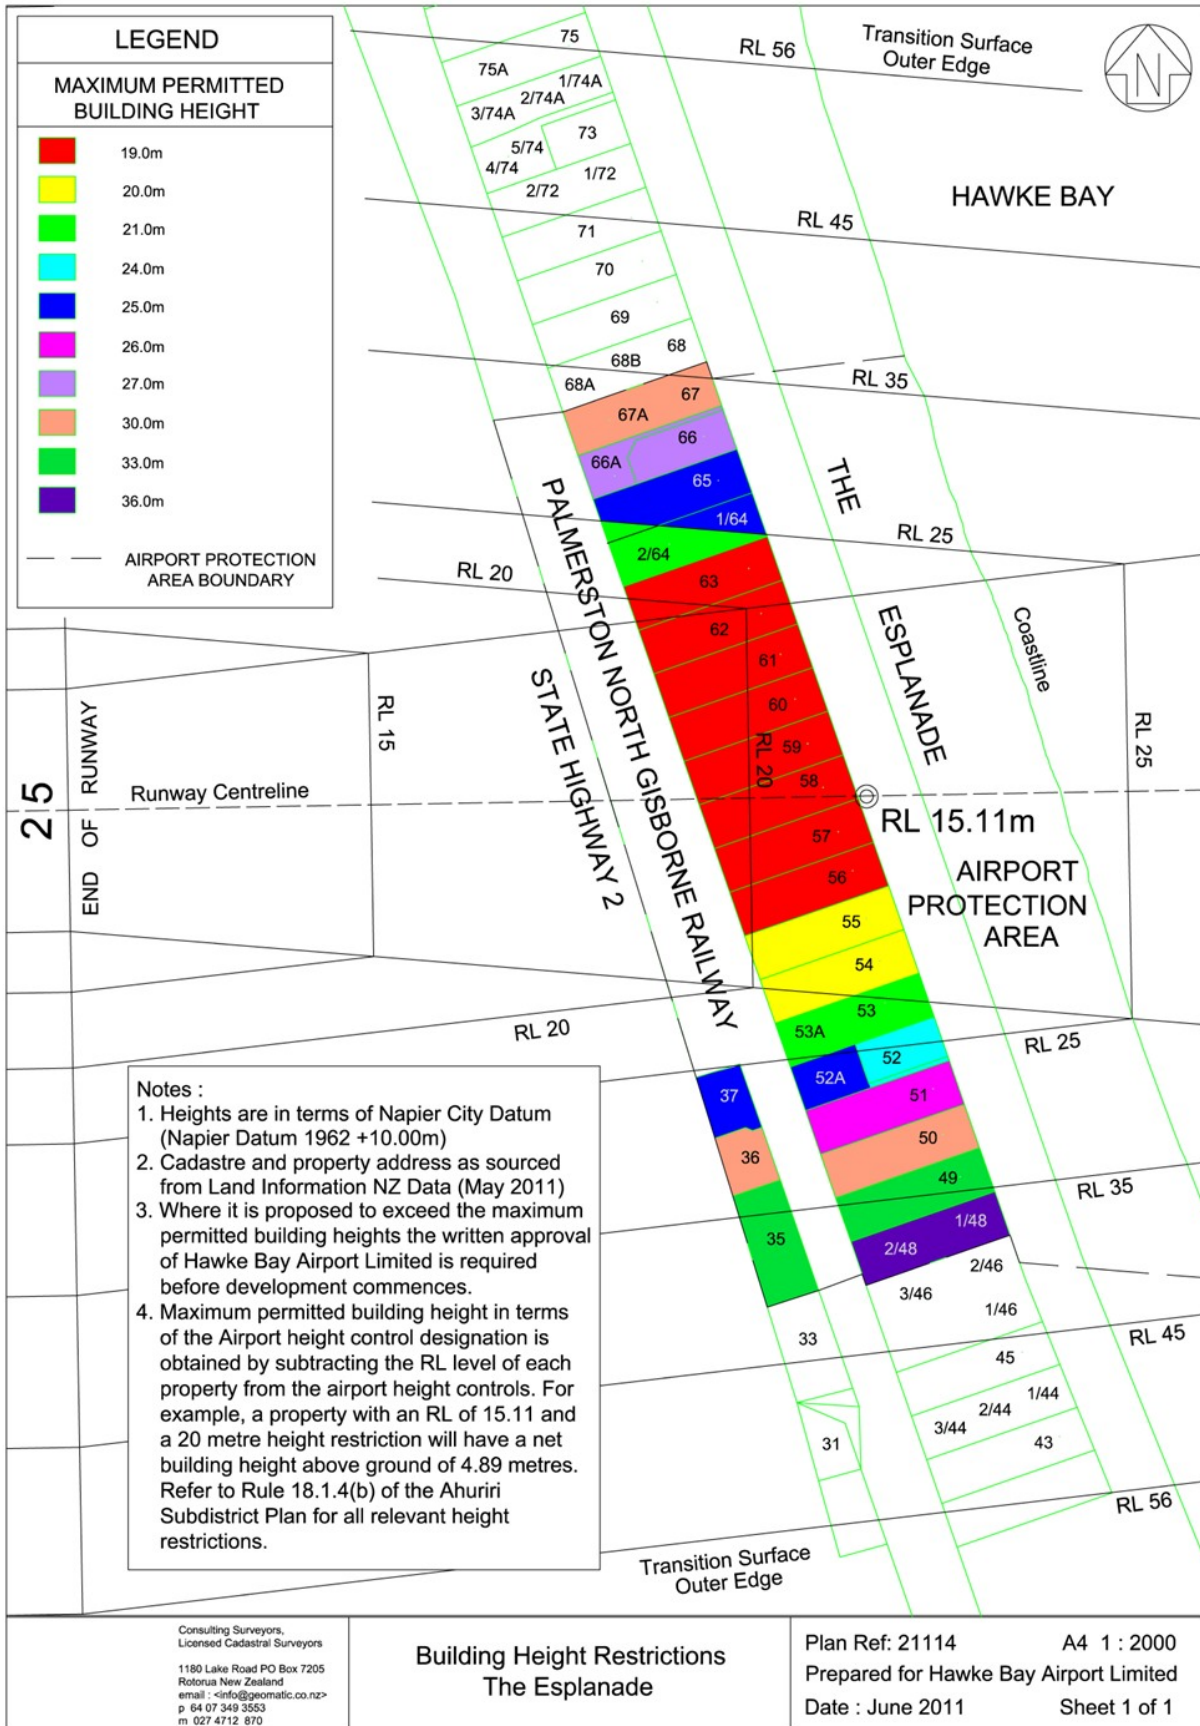 LEGEND
MAXIMUM PERMITTED
BUILDING HEIGHT
19.0m
20.0m
21.0m
24.0m
25.0m
26.0m
27.0m
30.0m
33.0m
36.0m
AIRPORT PROTECTION
AREA BOUNDARY
Transition Surface
Outer Edge
N
HAWKE BAY
RL 56
RL 45
RL 35
RL 25
RL 20
75
75A
1/74A
2/74A
3/74A
73
5/74
4/74
1/72
2/72
71
70
69
68
68B
68A
67
67A
66
66A
65
1/64
2/64
63
62
61
60
59
58
57
56
55
54
53
53A
52
52A
51
50
49
1/48
2/48
2/46
3/46
1/46
45
1/44
2/44
3/44
43
37
36
35
33
31
PALMERSTON NORTH GISBORNE RAILWAY
STATE HIGHWAY 2
THE
ESPLANADE
Coastline
RL 15
RL 20
RL 25
25
END OF RUNWAY
Runway Centreline
RL 15.11m
AIRPORT
PROTECTION
AREA
RL 20
RL 25
RL 35
RL 45
RL 56
Transition Surface
Outer Edge
Notes :
1. Heights are in terms of Napier City Datum
(Napier Datum 1962 +10.00m)
2. Cadastre and property address as sourced
from Land Information NZ Data (May 2011)
3. Where it is proposed to exceed the maximum
permitted building heights the written approval
of Hawke Bay Airport Limited is required
before development commences.
4. Maximum permitted building height in terms
of the Airport height control designation is
obtained by subtracting the RL level of each
property from the airport height controls. For
example, a property with an RL of 15.11 and
a 20 metre height restriction will have a net
building height above ground of 4.89 metres.
Refer to Rule 18.1.4(b) of the Ahuriri
Subdistrict Plan for all relevant height
restrictions.
Consulting Surveyors,
Licensed Cadastral Surveyors
1180 Lake Road PO Box 7205
Rotorua New Zealand
email : <info@geomatic.co.nz>
p 64 07 349 3553
m 027 4712 870
Building Height Restrictions
The Esplanade
Plan Ref: 21114 A4 1 : 2000
Prepared for Hawke Bay Airport Limited
Date : June 2011 Sheet 1 of 1